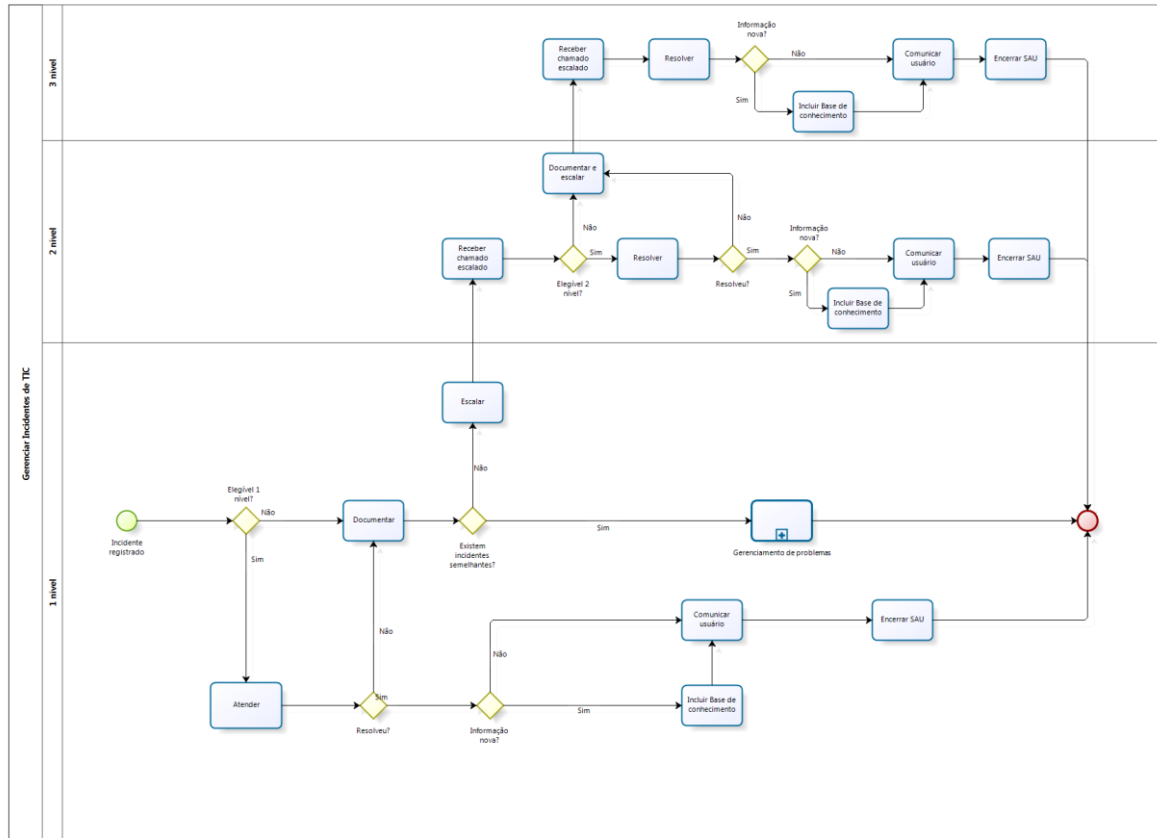 Gerenciar Incidentes de TIC
3 nível
Receber
chamado
escalado
Resolver
Informação
nova?
Não
Sim
Incluir Base de
conhecimento
Comunicar
usuário
Encerrar SAU
2 nível
Documentar e
escalar
Receber
chamado
escalado
Não
Sim
Elegível 2
nível?
Resolver
Não
Sim
Resolveu?
Informação
nova?
Não
Sim
Incluir Base de
conhecimento
Comunicar
usuário
Encerrar SAU
1 nível
Escalar
Não
Incidente
registrado
Elegível 1
nível?
Não
Sim
Documentar
Existem
incidentes
semelhantes?
Sim
Gerenciamento de problemas
Atender
Não
Sim
Resolveu?
Não
Sim
Informação
nova?
Comunicar
usuário
Incluir Base de
conhecimento
Encerrar SAU